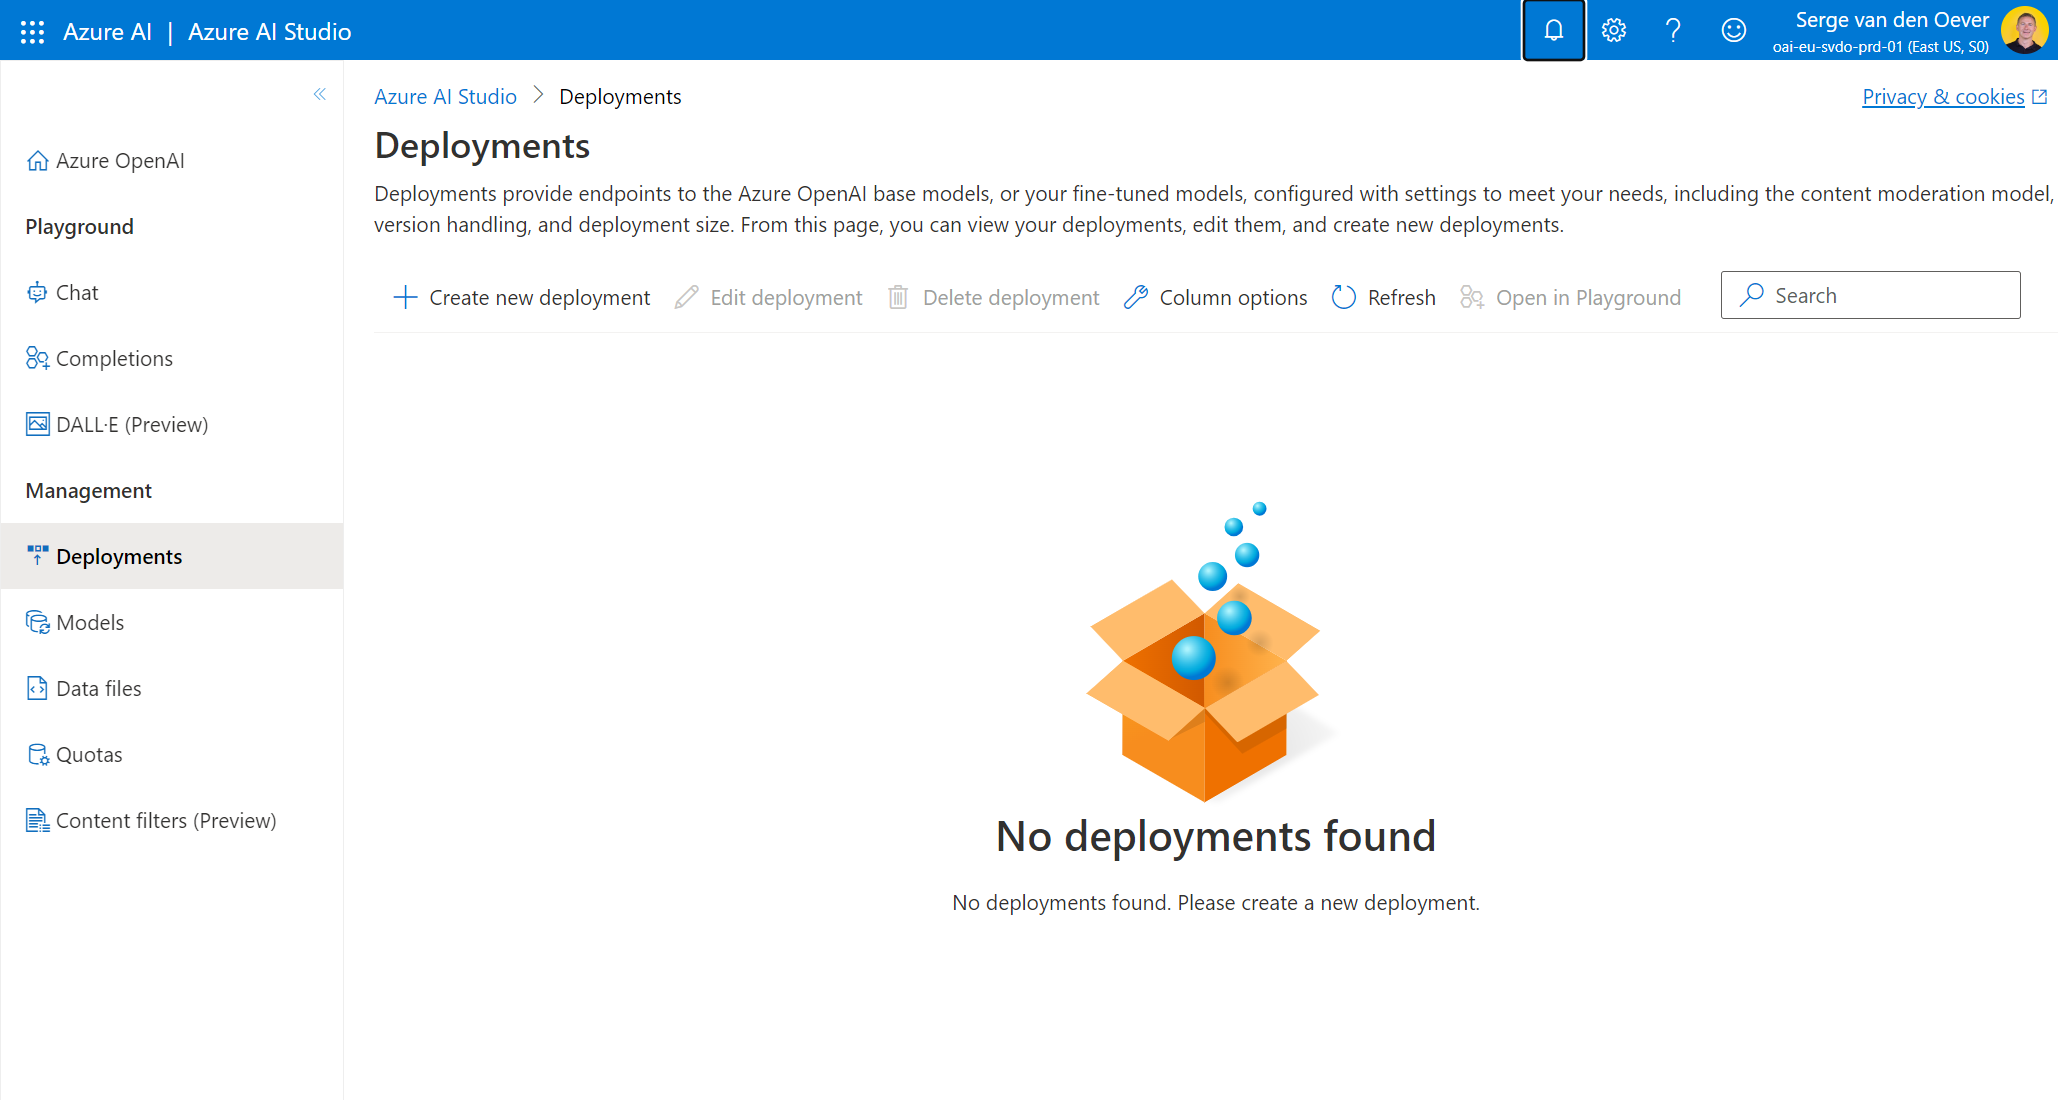 Azure AI | Azure AI Studio
Serge van den Oever
oai-eu-svdo-prd-01 (East US, S0)
Azure AI Studio > Deployments
Privacy & cookies
Deployments
Deployments provide endpoints to the Azure OpenAI base models, or your fine-tuned models, configured with settings to meet your needs, including the content moderation model,
version handling, and deployment size. From this page, you can view your deployments, edit them, and create new deployments.
Create new deployment Edit deployment Delete deployment Column options Refresh Open in Playground Search
Azure OpenAI
Playground
Chat
Completions
DALL·E (Preview)
Management
Deployments
Models
Data files
Quotas
Content filters (Preview)
No deployments found
No deployments found. Please create a new deployment.